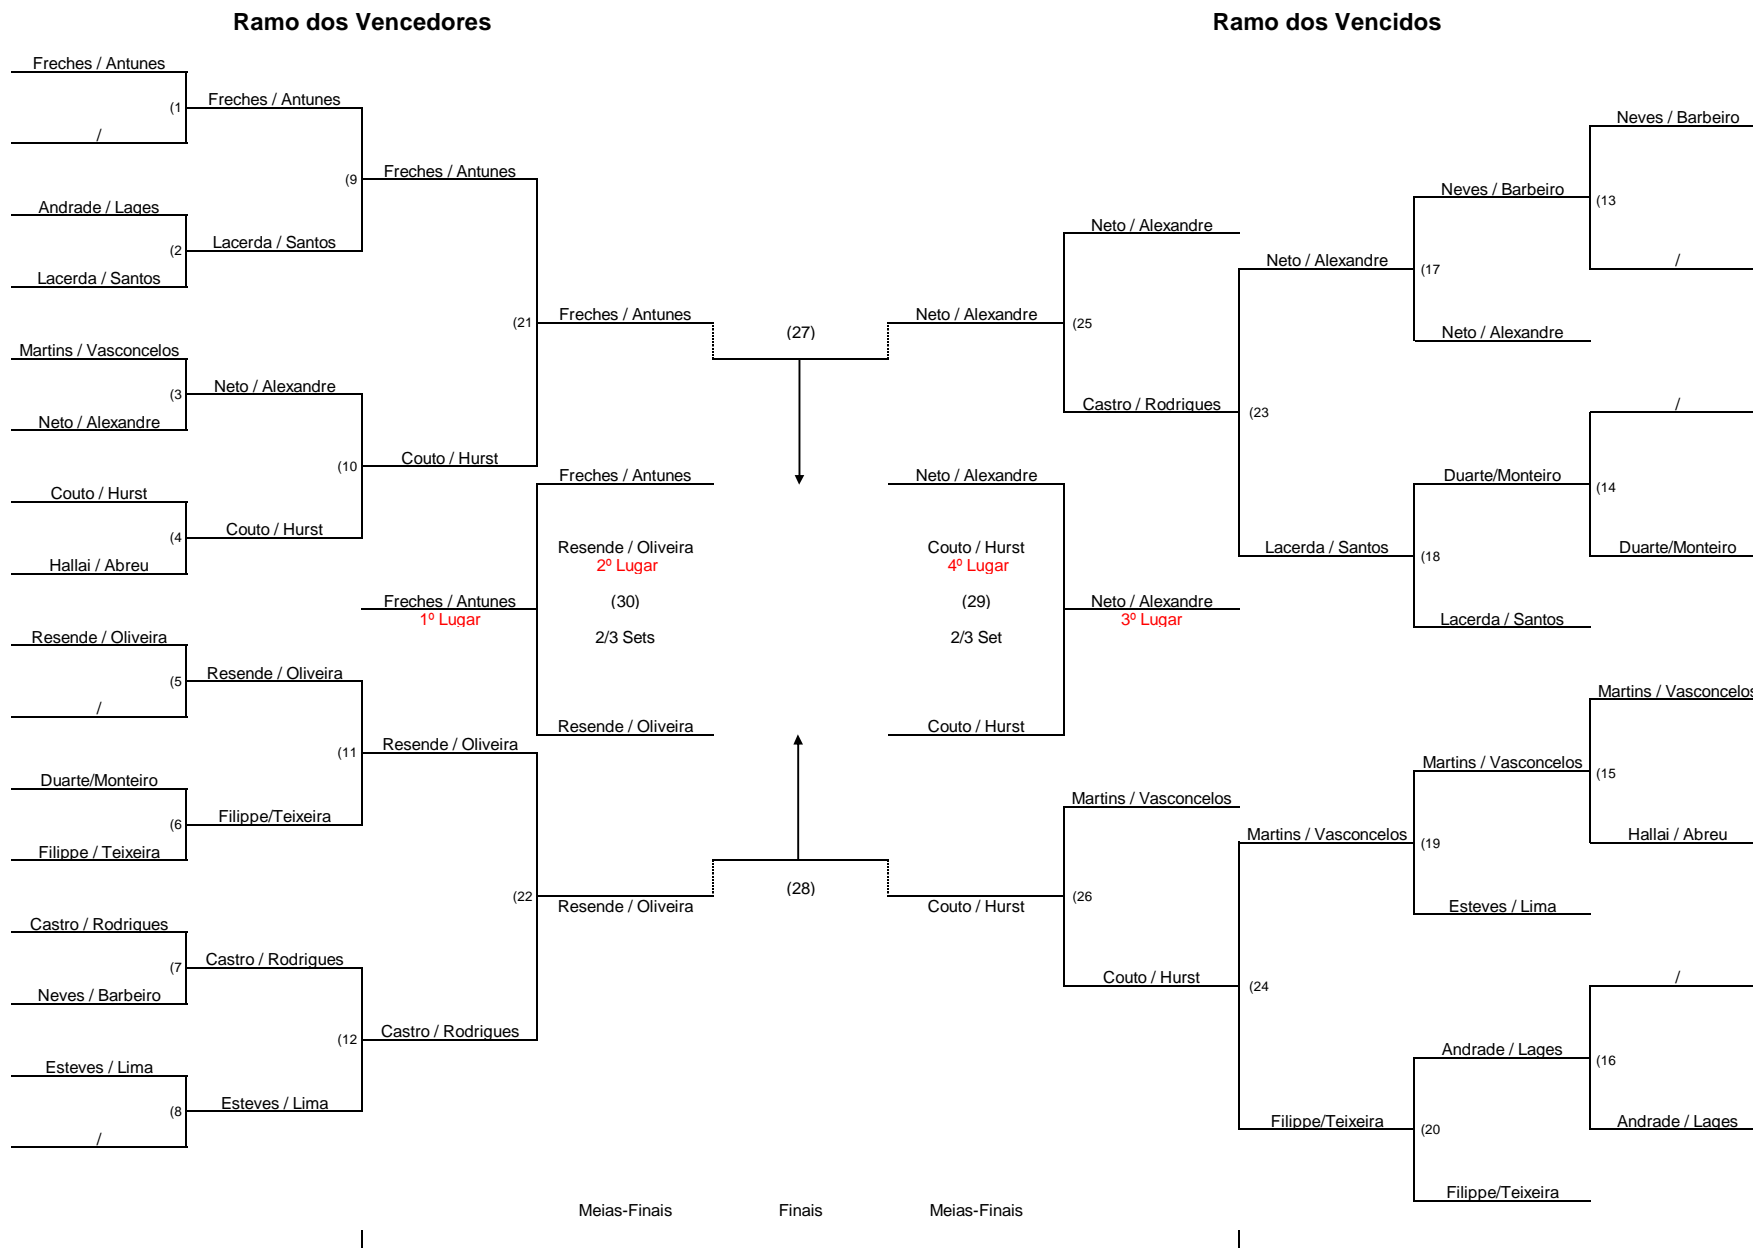 Ramo dos Vencedores
Ramo dos Vencidos
Freches / Antunes
(1
Freches / Antunes
/
Neves / Barbeiro
(9
Freches / Antunes
Neves / Barbeiro
(13
Andrade / Lages
Neto / Alexandre
(2
Lacerda / Santos
Neto / Alexandre
(17
/
Lacerda / Santos
(21
Freches / Antunes
(27)
Neto / Alexandre
(25
Neto / Alexandre
Martins / Vasconcelos
(3
Neto / Alexandre
Castro / Rodrigues
(23
/
Neto / Alexandre
(10
Couto / Hurst
Freches / Antunes
Neto / Alexandre
Duarte/Monteiro
(14
Couto / Hurst
(4
Couto / Hurst
Resende / Oliveira
Couto / Hurst
Lacerda / Santos
(18
Duarte/Monteiro
Hallai / Abreu
2º Lugar
4º Lugar
Freches / Antunes
(30)
(29)
Neto / Alexandre
1º Lugar
3º Lugar
Lacerda / Santos
Resende / Oliveira
2/3 Sets
2/3 Set
(5
Resende / Oliveira
Martins / Vasconcelos
/
Resende / Oliveira
Couto / Hurst
(11
Resende / Oliveira
Martins / Vasconcelos
(15
Duarte/Monteiro
Martins / Vasconcelos
(6
Filippe/Teixeira
Martins / Vasconcelos
(19
Hallai / Abreu
Filippe / Teixeira
(22
Resende / Oliveira
(28)
Couto / Hurst
(26
Esteves / Lima
Castro / Rodrigues
(7
Castro / Rodrigues
Couto / Hurst
(24
/
Neves / Barbeiro
(12
Castro / Rodrigues
Andrade / Lages
(16
Esteves / Lima
(8
Esteves / Lima
Filippe/Teixeira
(20
Andrade / Lages
/
Filippe/Teixeira
Meias-Finais
Finais
Meias-Finais